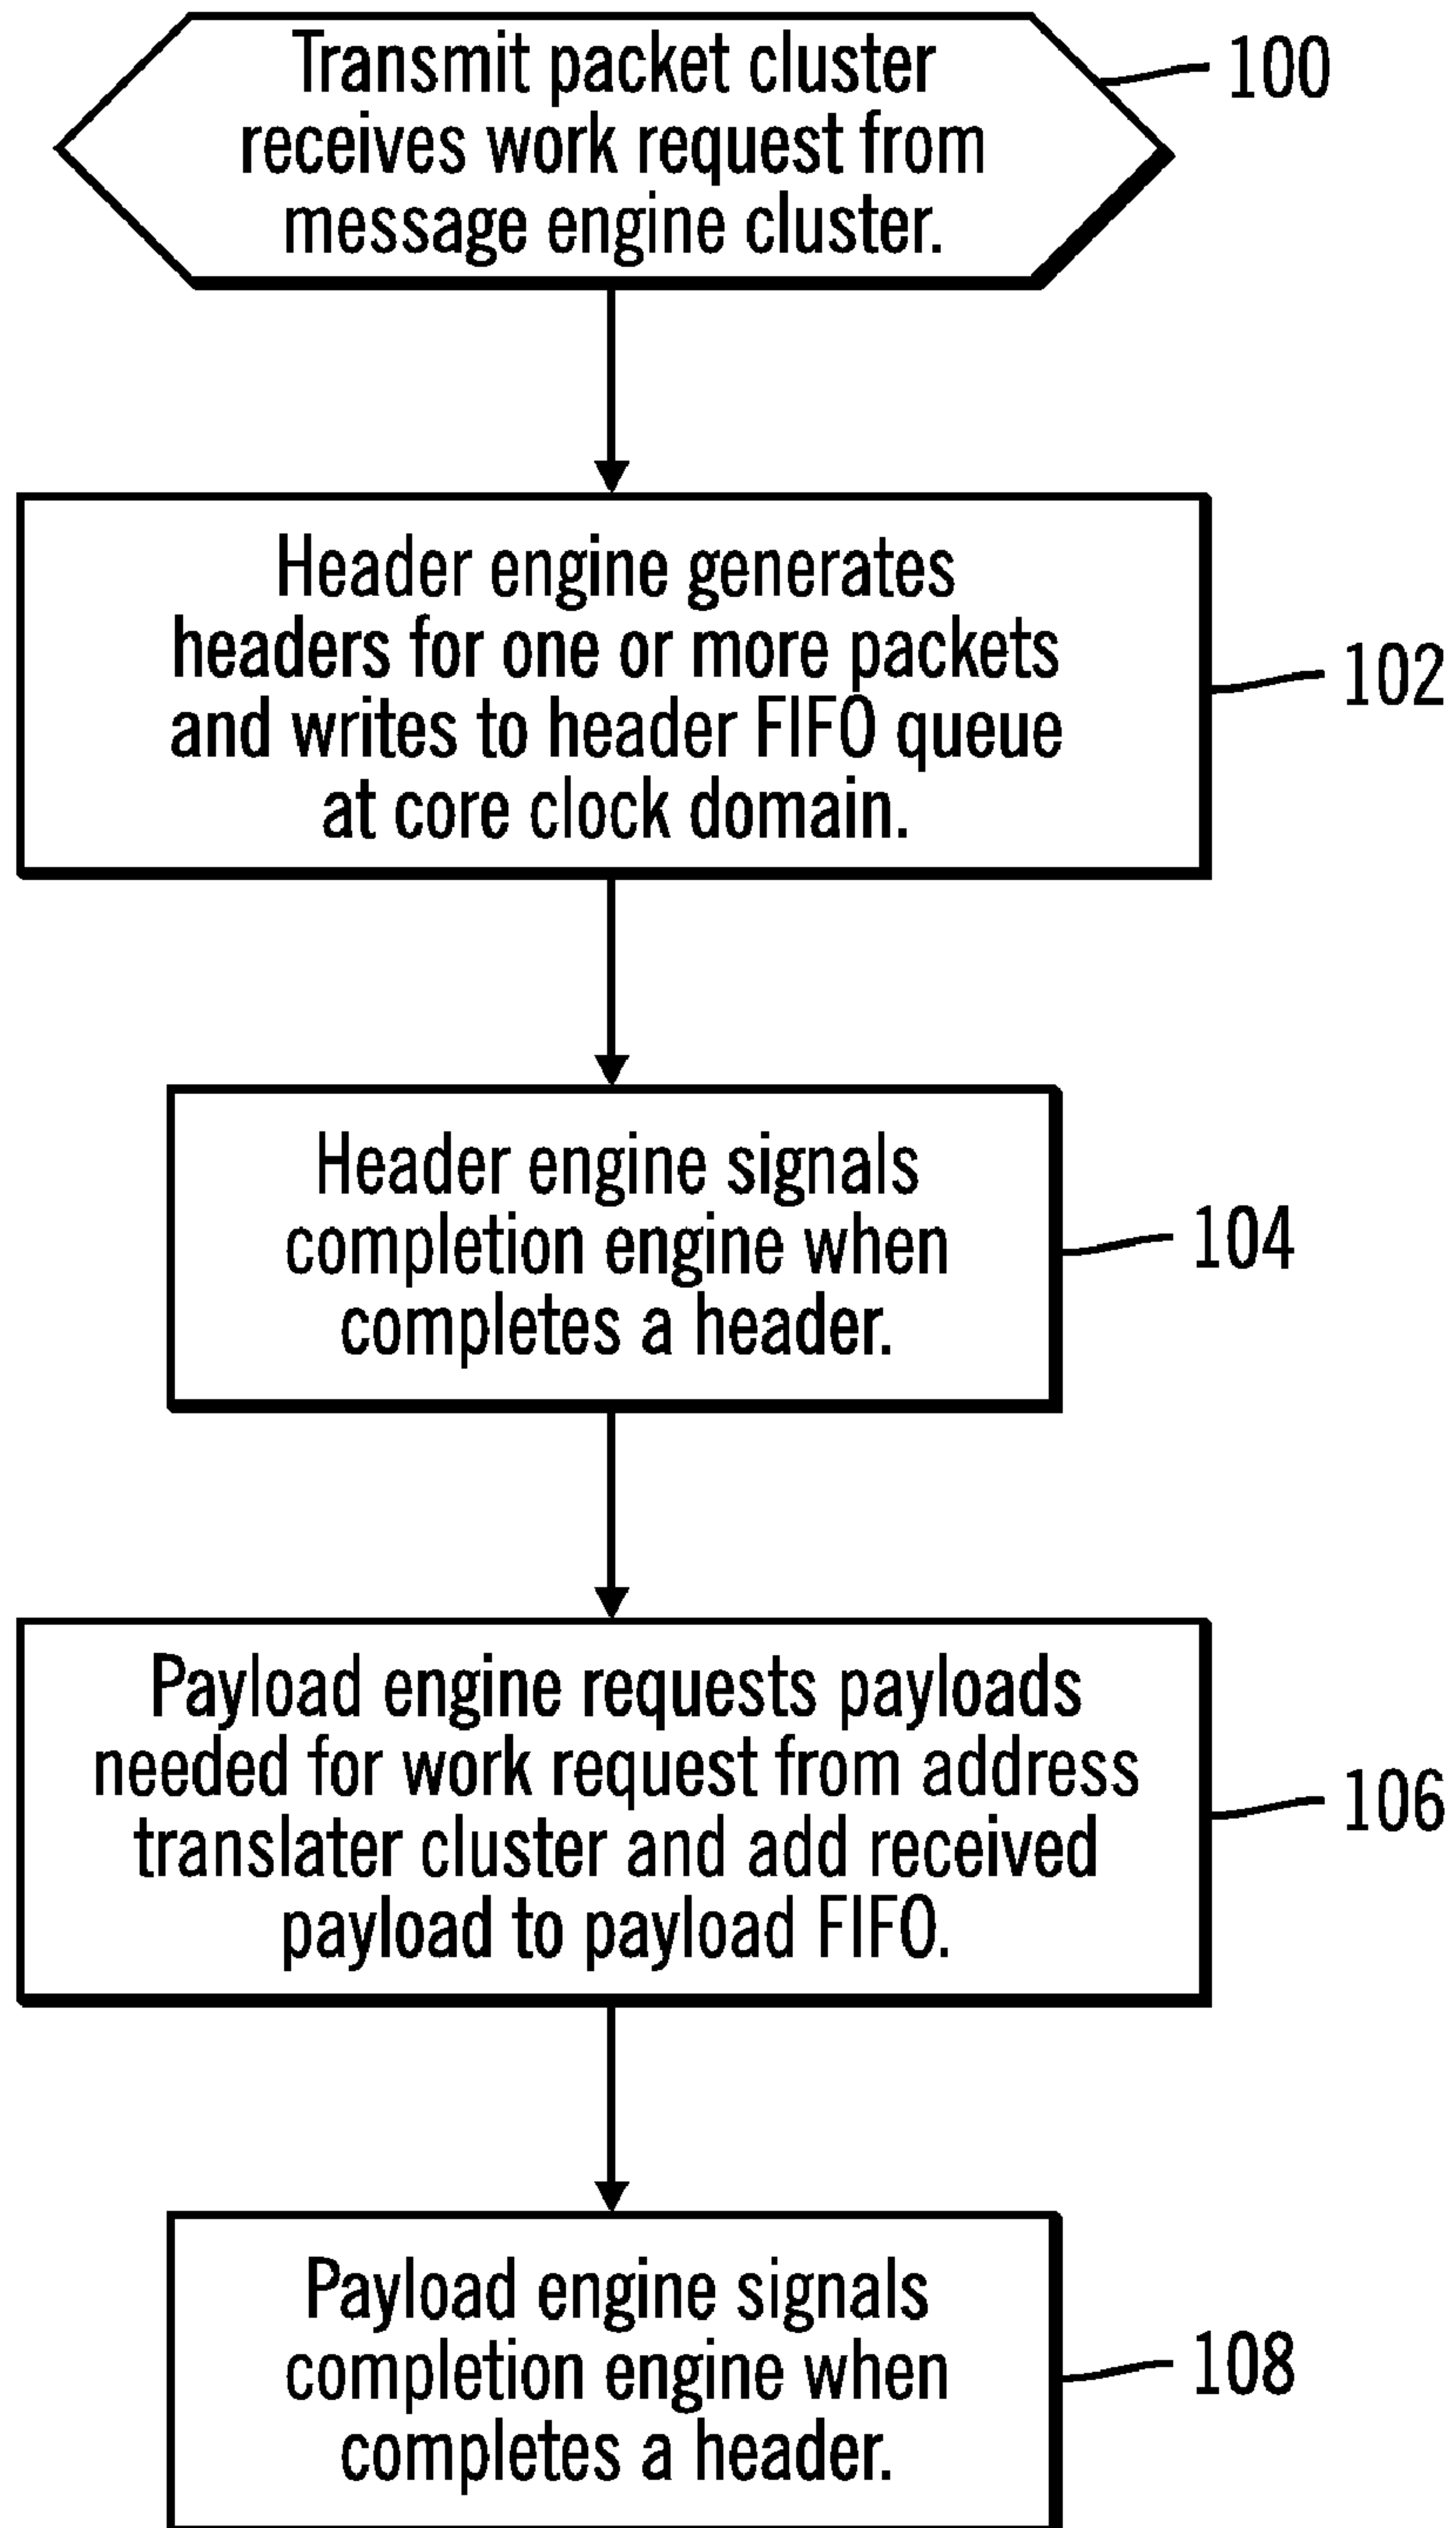 Transmit packet cluster
receives work request from
message engine cluster.
100
Header engine generates
headers for one or more packets
and writes to header FIFO queue
at core clock domain.
102
Header engine signals
completion engine when
completes a header.
104
Payload engine requests payloads
needed for work request from address
translater cluster and add received
payload to payload FIFO.
106
Payload engine signals
completion engine when
completes a header.
108